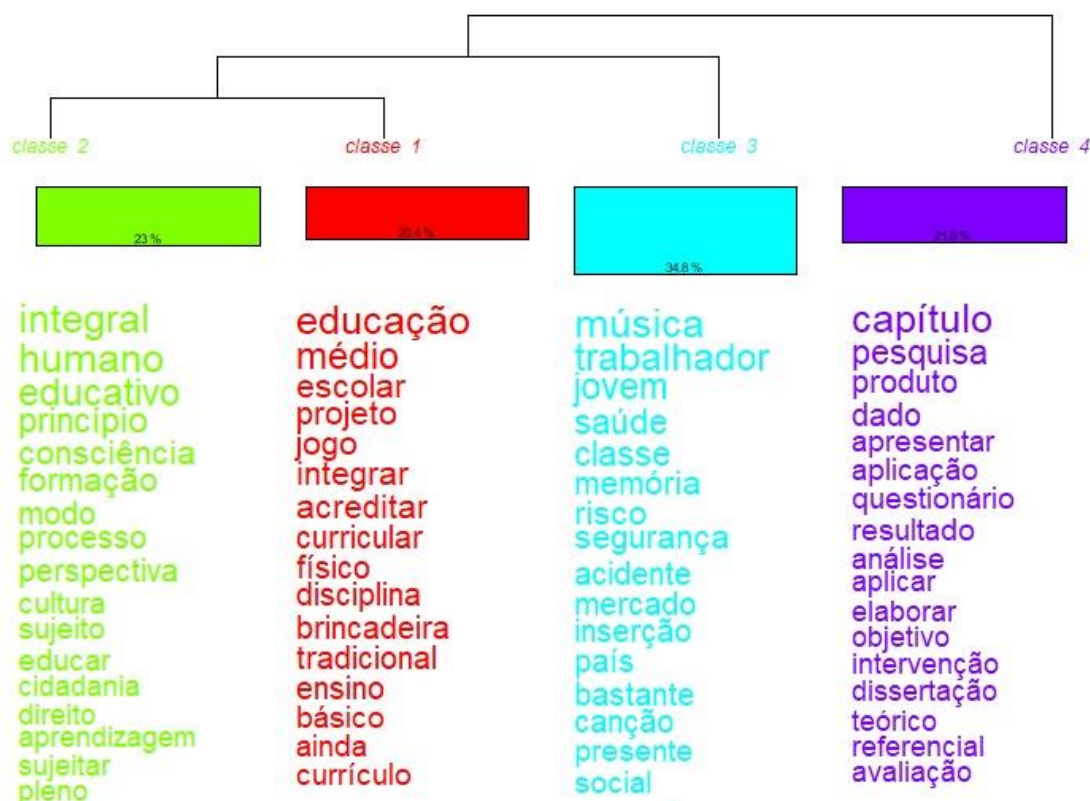 classe 2
classe 1
classe 3
classe 4
23 %
20.4 %
34.8 %
21.8 %
integral
humano
educativo
princípio
consciência
formação
modo
processo
perspectiva
cultura
sujeito
educar
cidadania
direito
aprendizagem
sujeitar
pleno
educação
médio
escolar
projeto
jogo
integrar
acreditar
curricular
físico
disciplina
brincadeira
tradicional
ensino
básico
ainda
currículo
música
trabalhador
jovem
saúde
classe
memória
risco
segurança
acidente
mercado
inserção
país
bastante
canção
presente
social
capítulo
pesquisa
produto
dado
apresentar
aplicação
questionário
resultado
análise
aplicar
elaborar
objetivo
intervenção
dissertação
teórico
referencial
avaliação